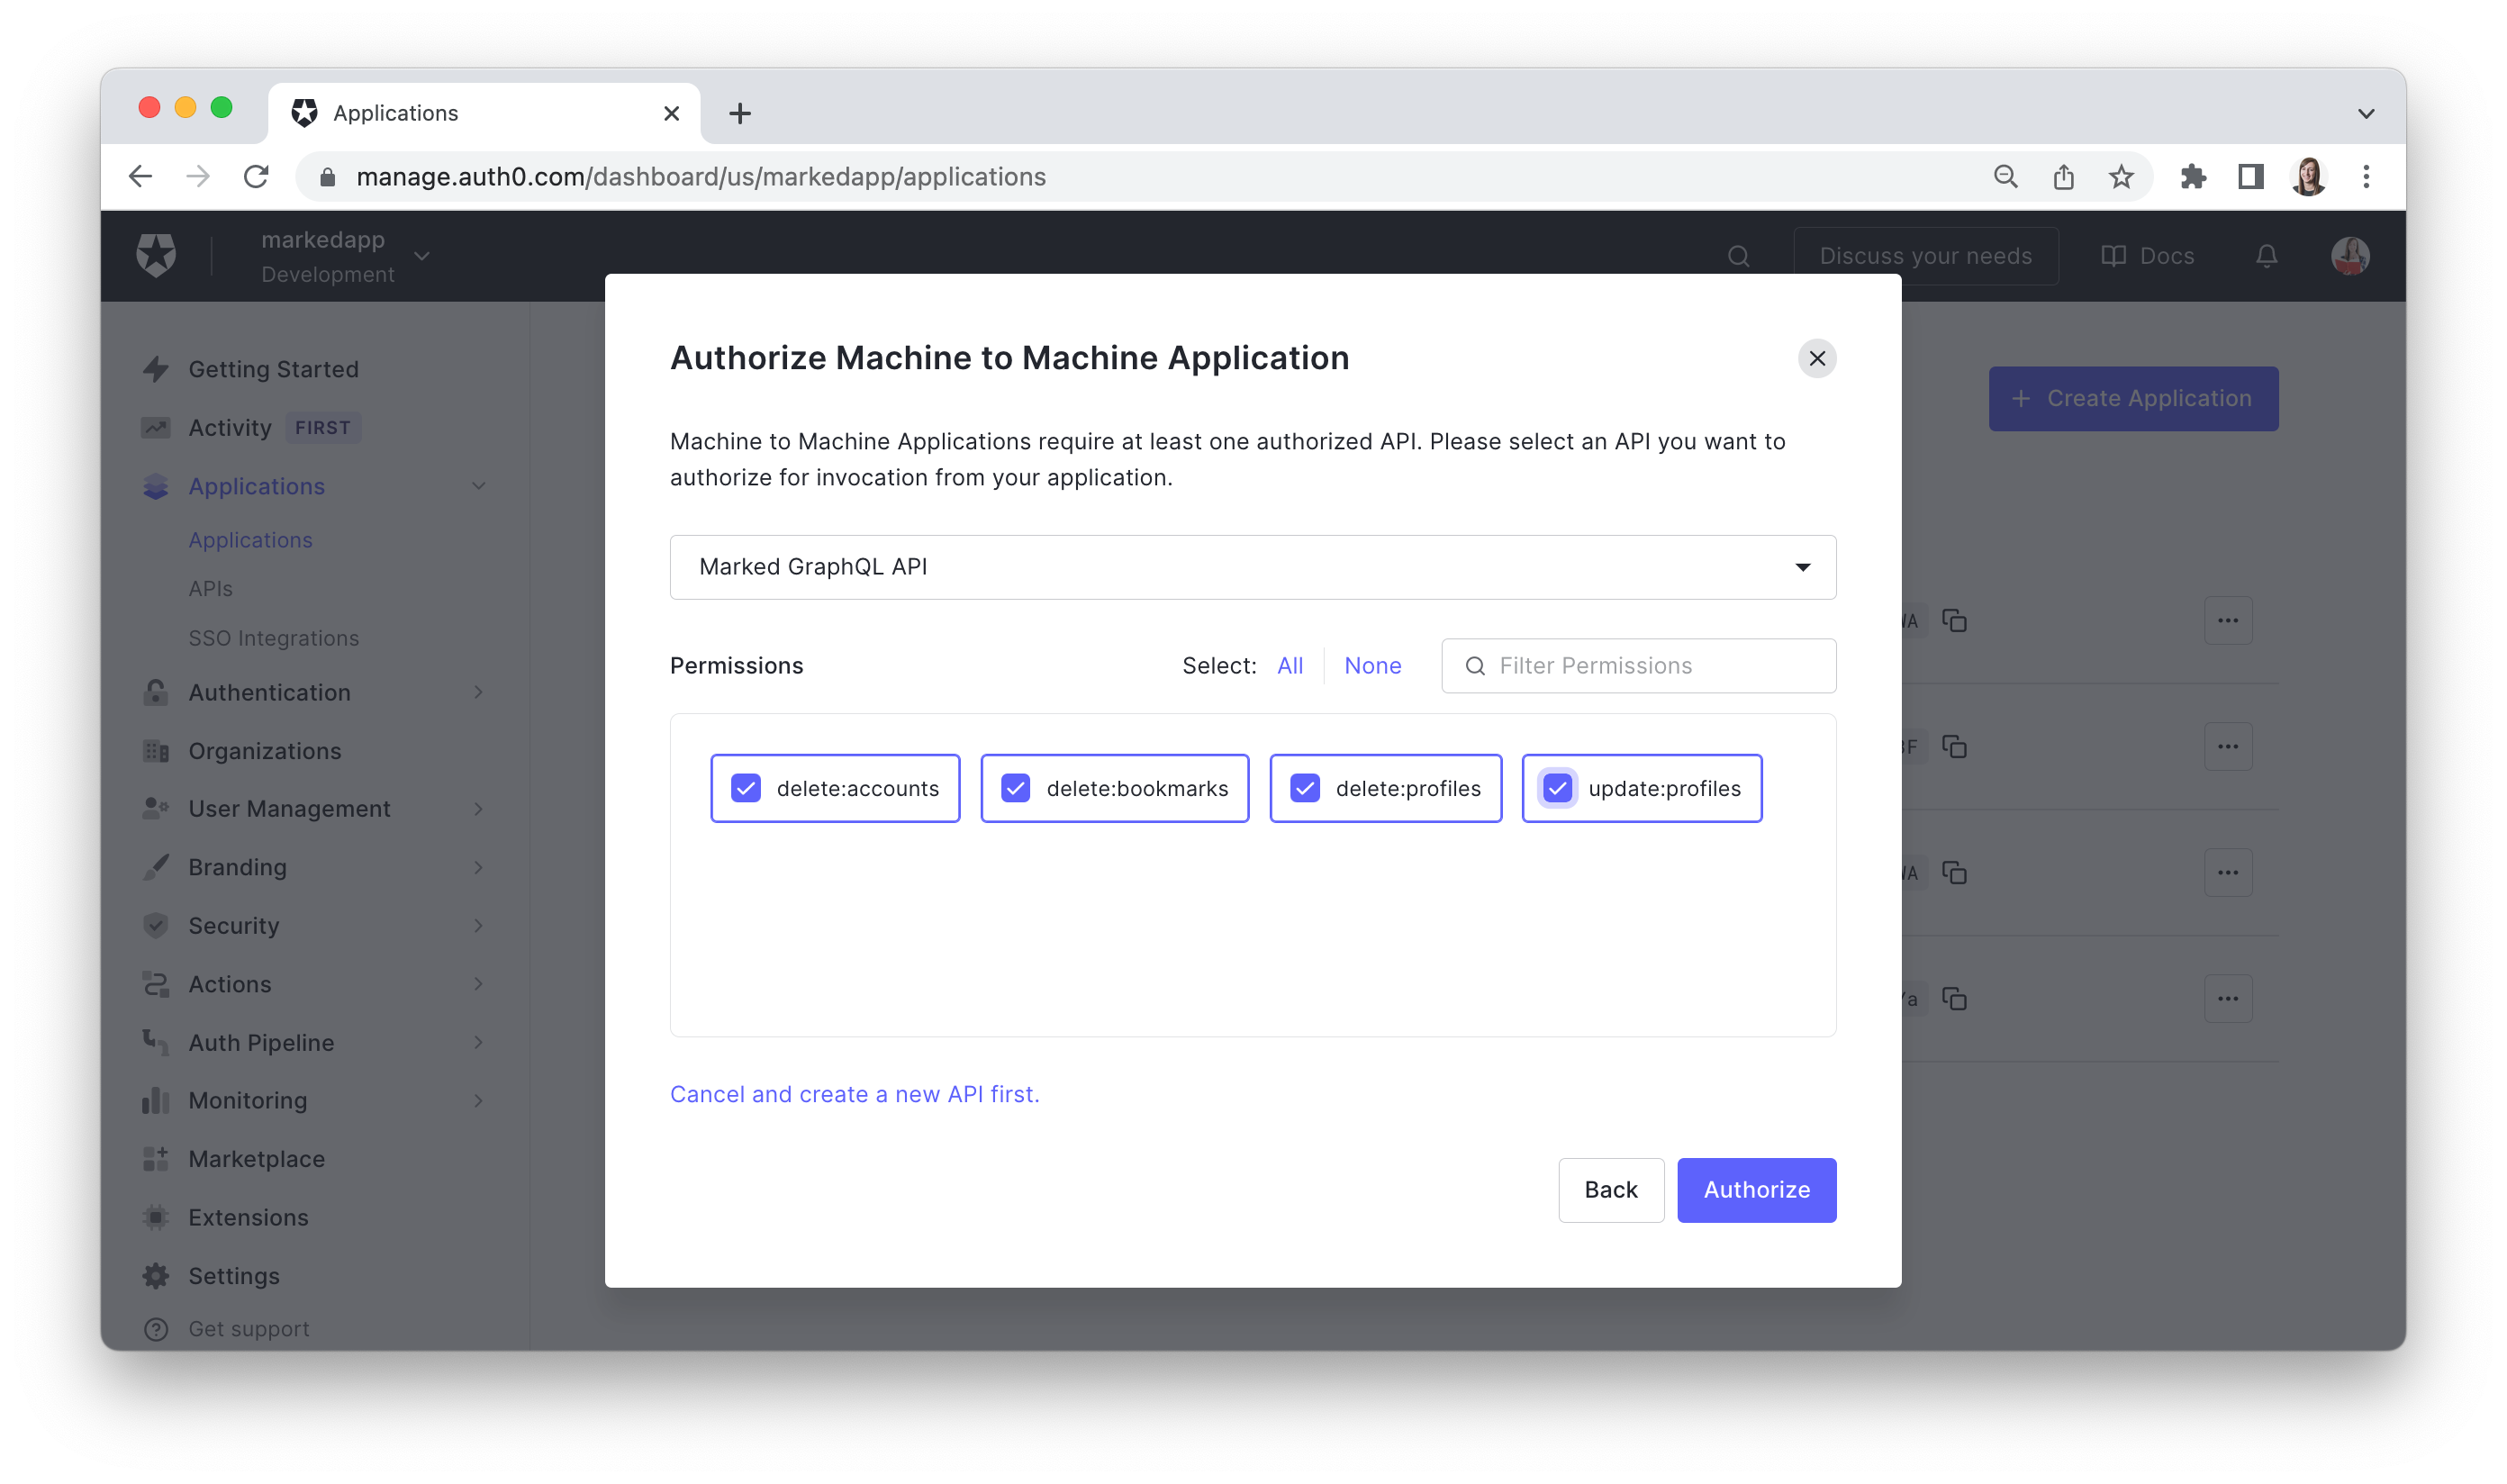 Applications
manage.auth0.com/dashboard/us/markedapp/applications
markedapp
Development
Discuss your needs
Docs
Getting Started
Activity FIRST
Applications
Applications
APIs
SSO Integrations
Authentication
Organizations
User Management
Branding
Security
Actions
Auth Pipeline
Monitoring
Marketplace
Extensions
Settings
Get support
+ Create Application
Authorize Machine to Machine Application
Machine to Machine Applications require at least one authorized API. Please select an API you want to
authorize for invocation from your application.
Marked GraphQL API
Permissions Select: All None Filter Permissions
delete:accounts delete:bookmarks delete:profiles update:profiles
Cancel and create a new API first.
Back Authorize